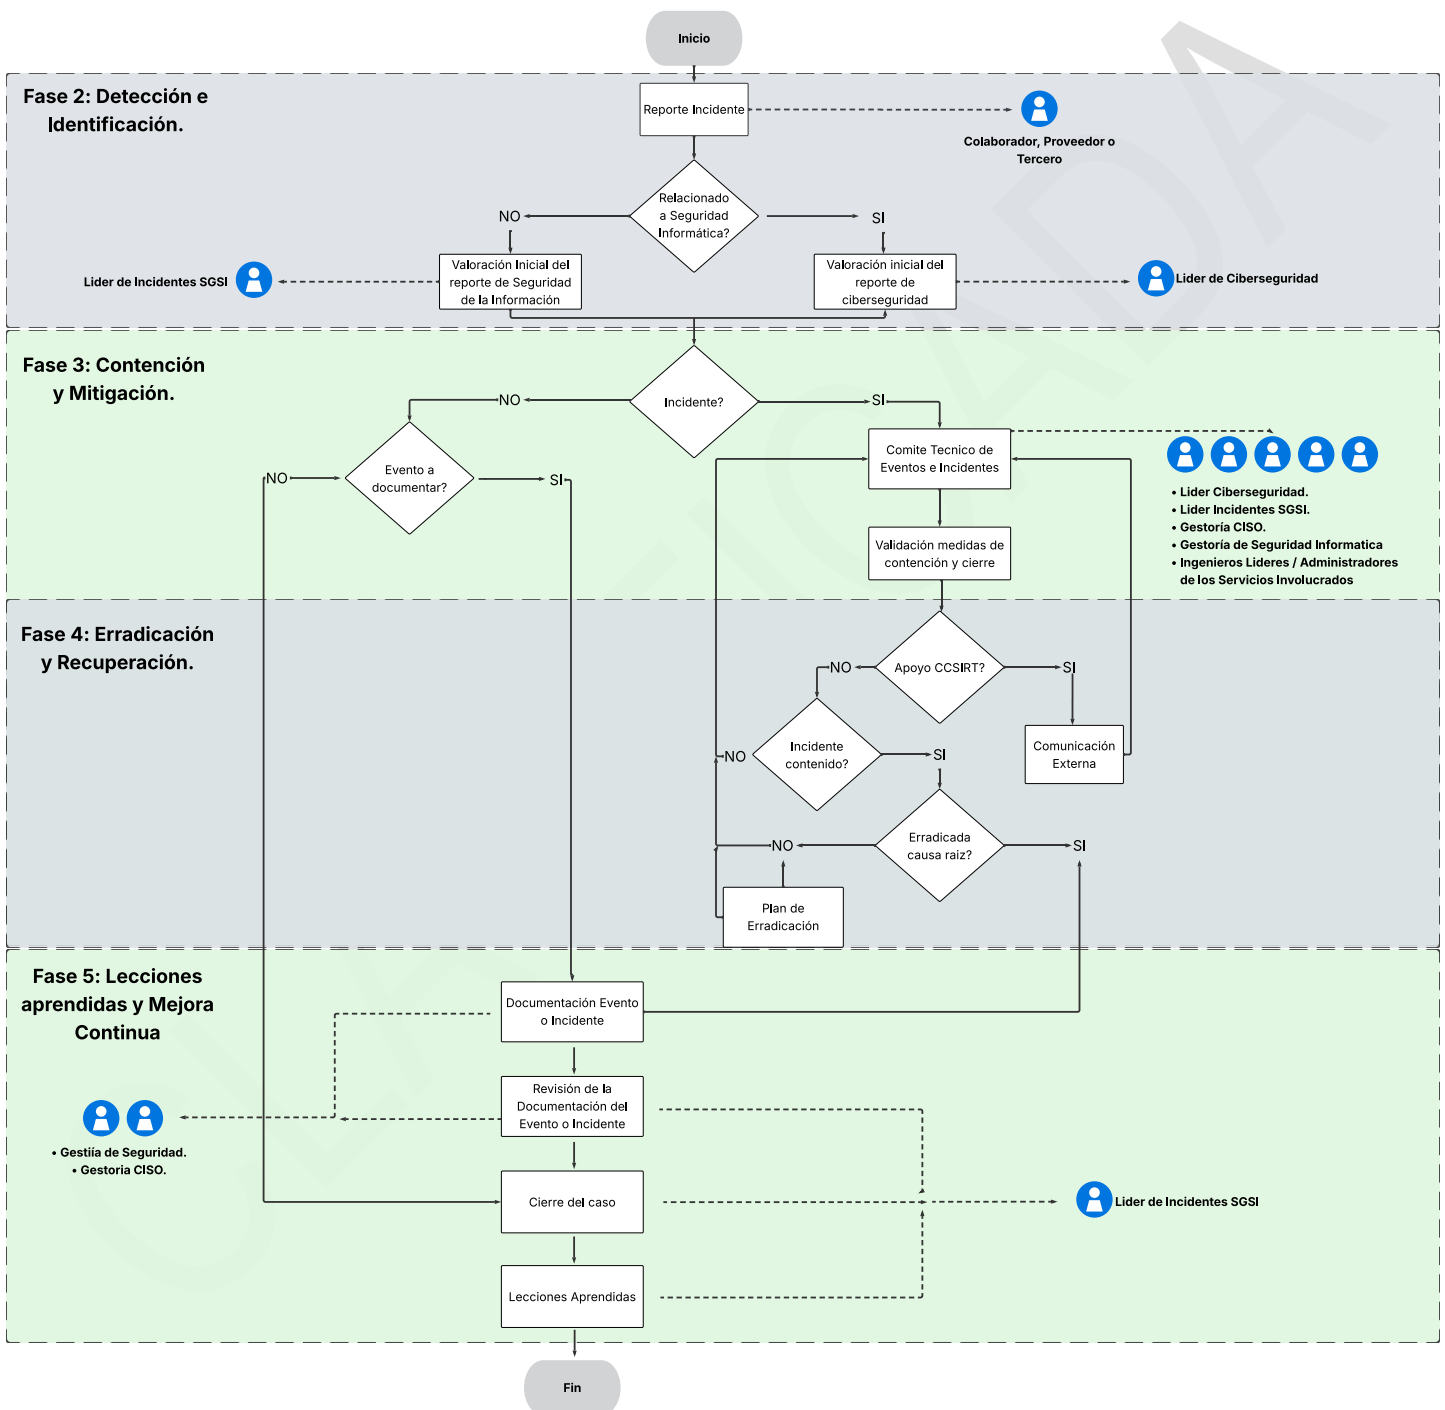 Inicio
Fase 2: Detección e
Identificación.
Reporte Incidente
Colaborador, Proveedor o
Tercero
Relacionado
a Seguridad
Informática?
NO
SI
Valoración Inicial del
reporte de Seguridad
de la Información
Valoración inicial del
reporte de
ciberseguridad
Lider de Incidentes SGSI
Lider de Ciberseguridad
Fase 3: Contención
y Mitigación.
Incidente?
NO
SI
Evento a
documentar?
NO
SI
Comite Tecnico de
Eventos e Incidentes
• Lider Ciberseguridad.
• Lider Incidentes SGSI.
• Gestoría CISO.
• Gestoría de Seguridad Informatica
• Ingenieros Lideres / Administradores
de los Servicios Involucrados
Validación medidas de
contención y cierre
Fase 4: Erradicación
y Recuperación.
Apoyo CCSIRT?
NO
SI
Incidente
contenido?
NO
SI
Comunicación
Externa
Erradicada
causa raiz?
NO
SI
Plan de
Erradicación
Fase 5: Lecciones
aprendidas y Mejora
Continua
Documentación Evento
o Incidente
Revisión de la
Documentación del
Evento o Incidente
• Gestiía de Seguridad.
• Gestoria CISO.
Cierre del caso
Lider de Incidentes SGSI
Lecciones Aprendidas
Fin